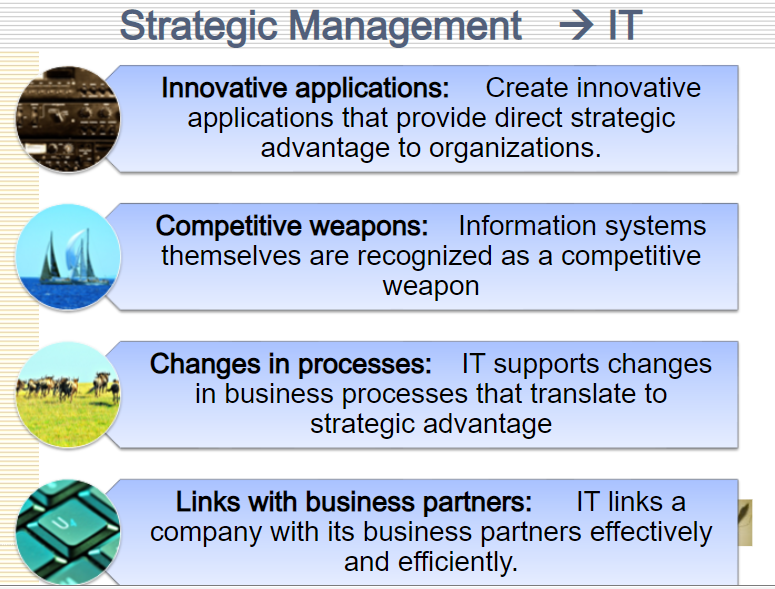 Strategic Management → IT
Innovative applications: Create innovative
applications that provide direct strategic
advantage to organizations.
Competitive weapons: Information systems
themselves are recognized as a competitive
weapon
Changes in processes: IT supports changes
in business processes that translate to
strategic advantage
Links with business partners: IT links a
company with its business partners effectively
and efficiently.